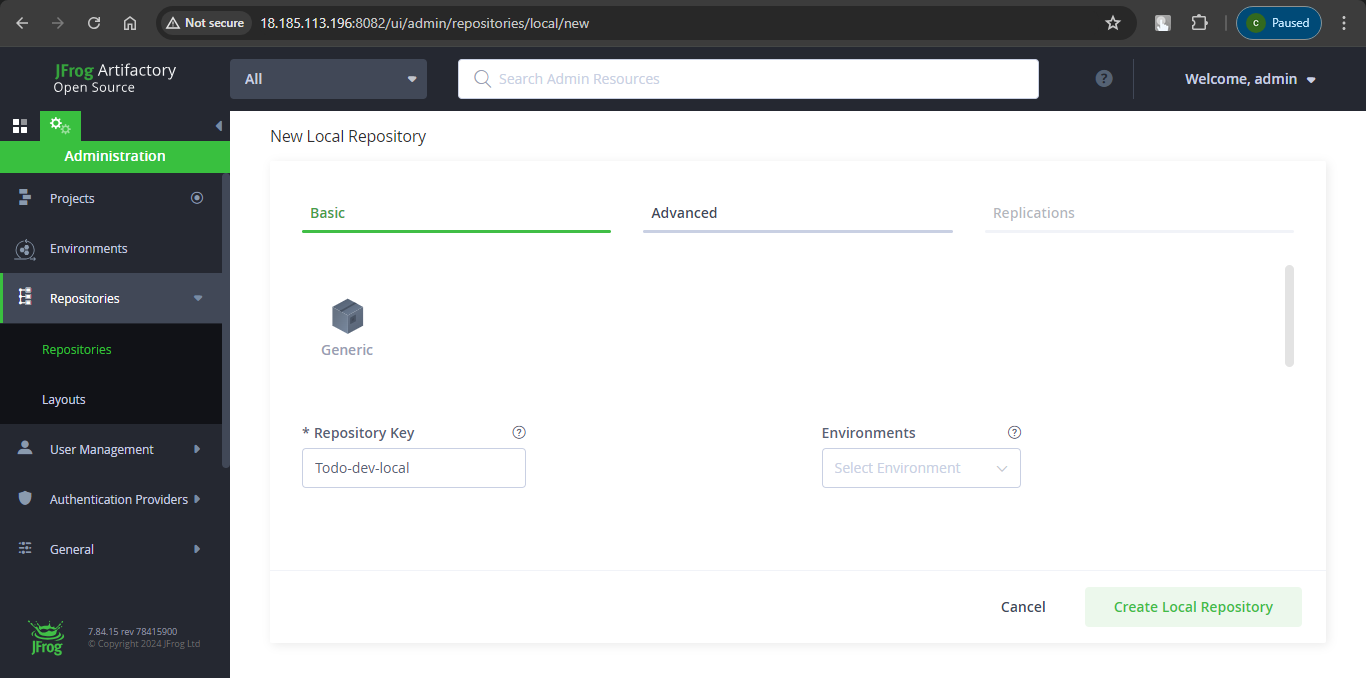 Not secure 18.185.113.196:8082/ui/admin/repositories/local/new C Paused
JFrog Artifactory
Open Source
All
Search Admin Resources
?
Welcome, admin
Administration
Projects
Environments
Repositories
Repositories
Layouts
User Management
Authentication Providers
General
JFrog
7.84.15 rev 78415900
© Copyright 2024 JFrog Ltd
New Local Repository
Basic Advanced Replications
Generic
* Repository Key ? Environments ?
Todo-dev-local Select Environment
Cancel Create Local Repository